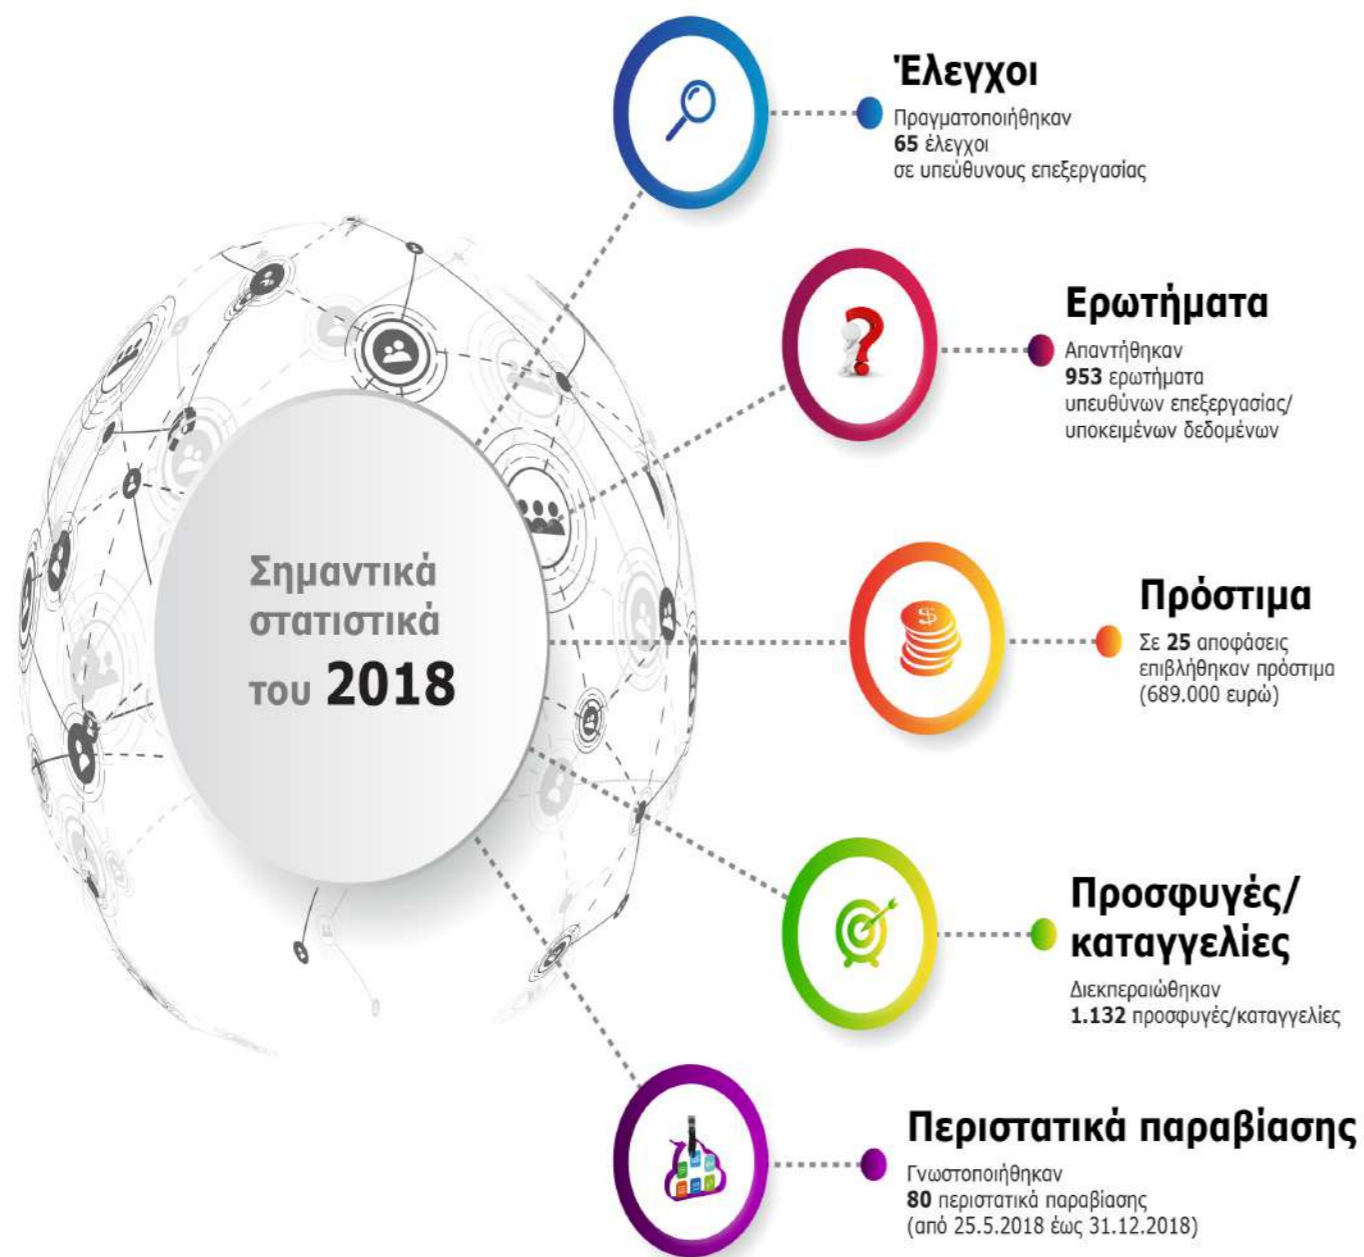 Έλεγχοι
Πραγματοποιήθηκαν
65 έλεγχοι
σε υπεύθυνους επεξεργασίας
Ερωτήματα
Απαντήθηκαν
953 ερωτήματα
υπευθύνων επεξεργασίας/
υποκειμένων δεδομένων
Σημαντικά
στατιστικά
του 2018
Πρόστιμα
Σε 25 αποφάσεις
επιβλήθηκαν πρόστιμα
(689.000 ευρώ)
Προσφυγές/
καταγγελίες
Διεκπεραιώθηκαν
1.132 προσφυγές/καταγγελίες
Περιστατικά παραβίασης
Γνωστοποιήθηκαν
80 περιστατικά παραβίασης
(από 25.5.2018 έως 31.12.2018)